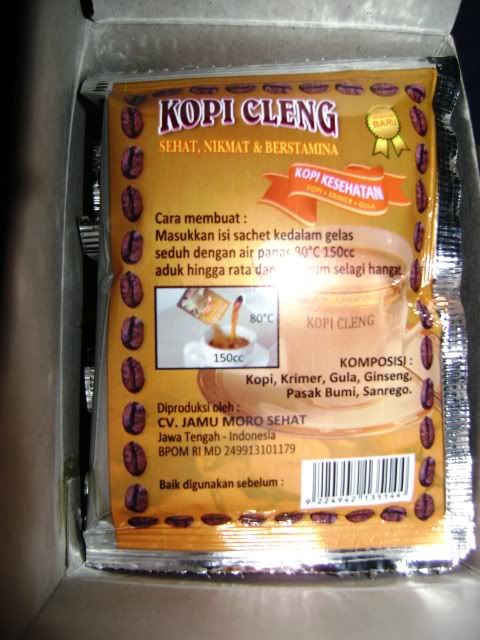 KOPI CLENG
SEHAT, NIKMAT & BERSTAMINA
BARU
KOPI KESEHATAN
KOPI • KRIMER • GULA
Cara membuat :
Masukkan isi sachet kedalam gelas
seduh dengan air panas 80°C 150cc
aduk hingga rata dan selagi hangat
80°C
150cc
KOPI CLENG
KOMPOSISI :
Kopi, Krimer, Gula, Ginseng,
Pasak Bumi, Sanrego.
Diproduksi oleh :
CV. JAMU MORO SEHAT
Jawa Tengah - Indonesia
BPOM RI MD 249913101179
Baik digunakan sebelum :
9 224942 135144